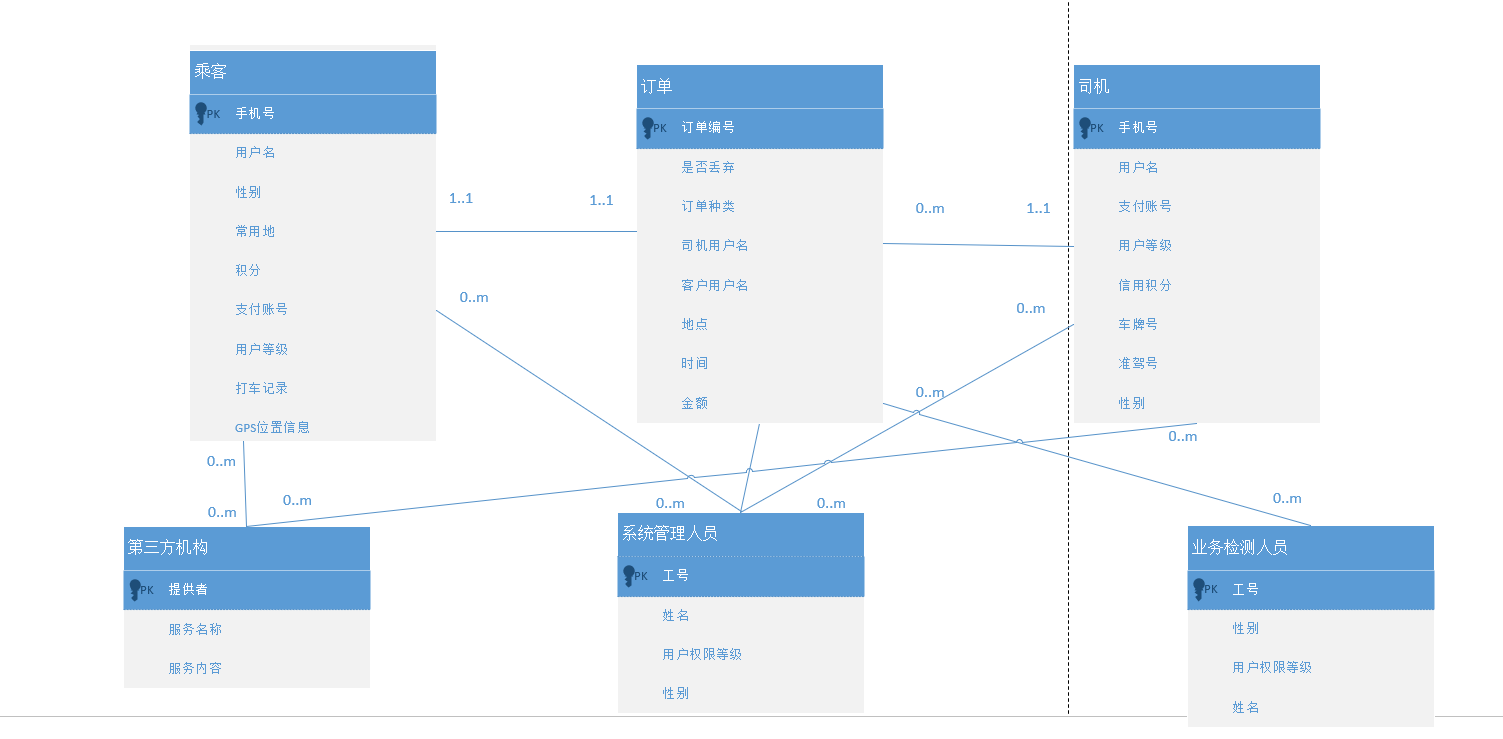 乘客
PK 手机号
用户名
性别
常用地
积分
支付账号
用户等级
打车记录
GPS位置信息
1..1
1..1
订单
PK 订单编号
是否丢弃
订单种类
司机用户名
客户用户名
地点
时间
金额
0..m
1..1
司机
PK 手机号
用户名
支付账号
用户等级
信用积分
车牌号
准驾号
性别
0..m
0..m
0..m
0..m
0..m
0..m
0..m
0..m
0..m
0..m
第三方机构
PK 提供者
服务名称
服务内容
系统管理人员
PK 工号
姓名
用户权限等级
性别
业务检测人员
PK 工号
性别
用户权限等级
姓名